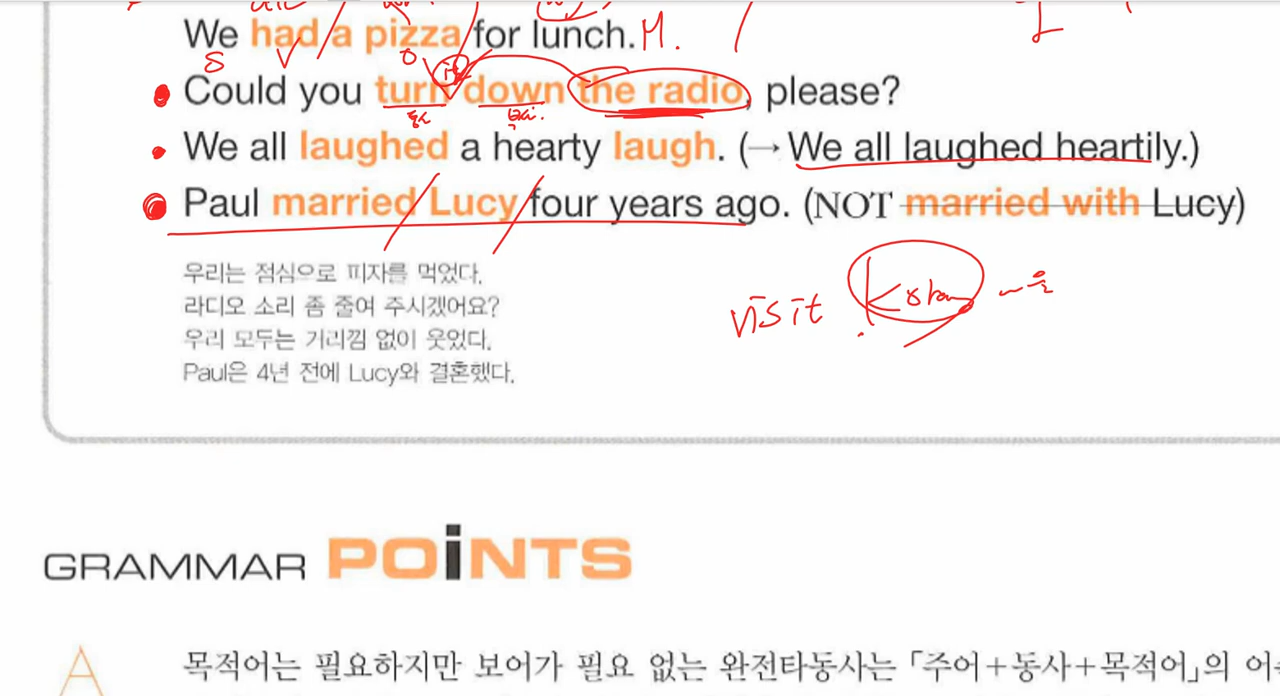 We had a pizza for lunch. M.
S V O
• Could you turn down the radio, please?
동사 부사.
• We all laughed a hearty laugh. (→ We all laughed heartily.)
• Paul married Lucy four years ago. (NOT married with Lucy)
우리는 점심으로 피자를 먹었다.
라디오 소리 좀 줄여 주시겠어요?
우리 모두는 거리낌 없이 웃었다.
Paul은 4년 전에 Lucy와 결혼했다.
visit ~을
GRAMMAR POiNTS
A 목적어는 필요하지만 보어가 필요 없는 완전타동사는 「주어+동사+목적어」의